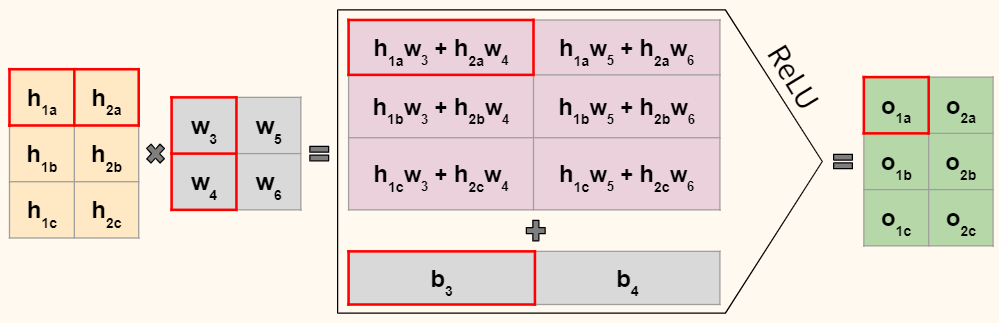 h1a h2a
h1b h2b
h1c h2c
w3 w5
w4 w6
=
h1aw3 + h2aw4 h1aw5 + h2aw6
h1bw3 + h2bw4 h1bw5 + h2bw6
h1cw3 + h2cw4 h1cw5 + h2cw6
+
b3 b4
ReLU
=
o1a o2a
o1b o2b
o1c o2c